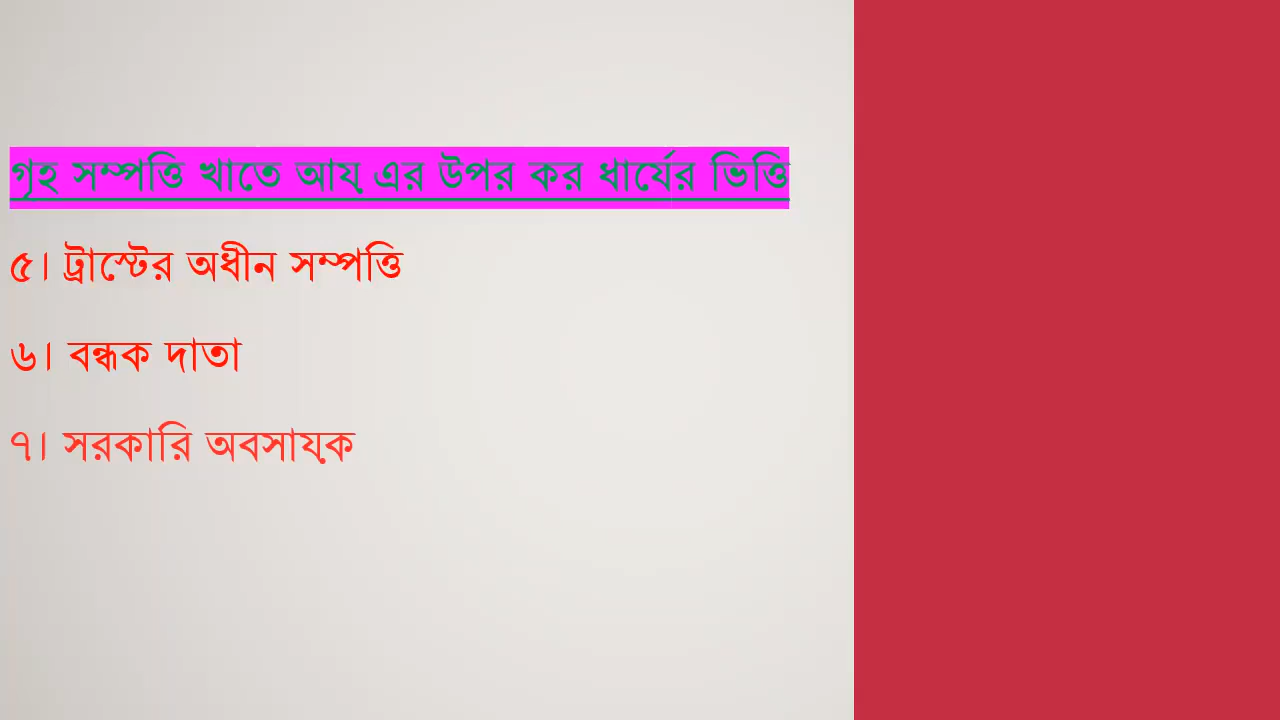 গৃহ সম্পত্তি খাতে আয় এর উপর কর ধার্যের ভিত্তি
৫। ট্রাস্টের অধীন সম্পত্তি
৬। বন্ধক দাতা
৭। সরকারি অবসায়ক